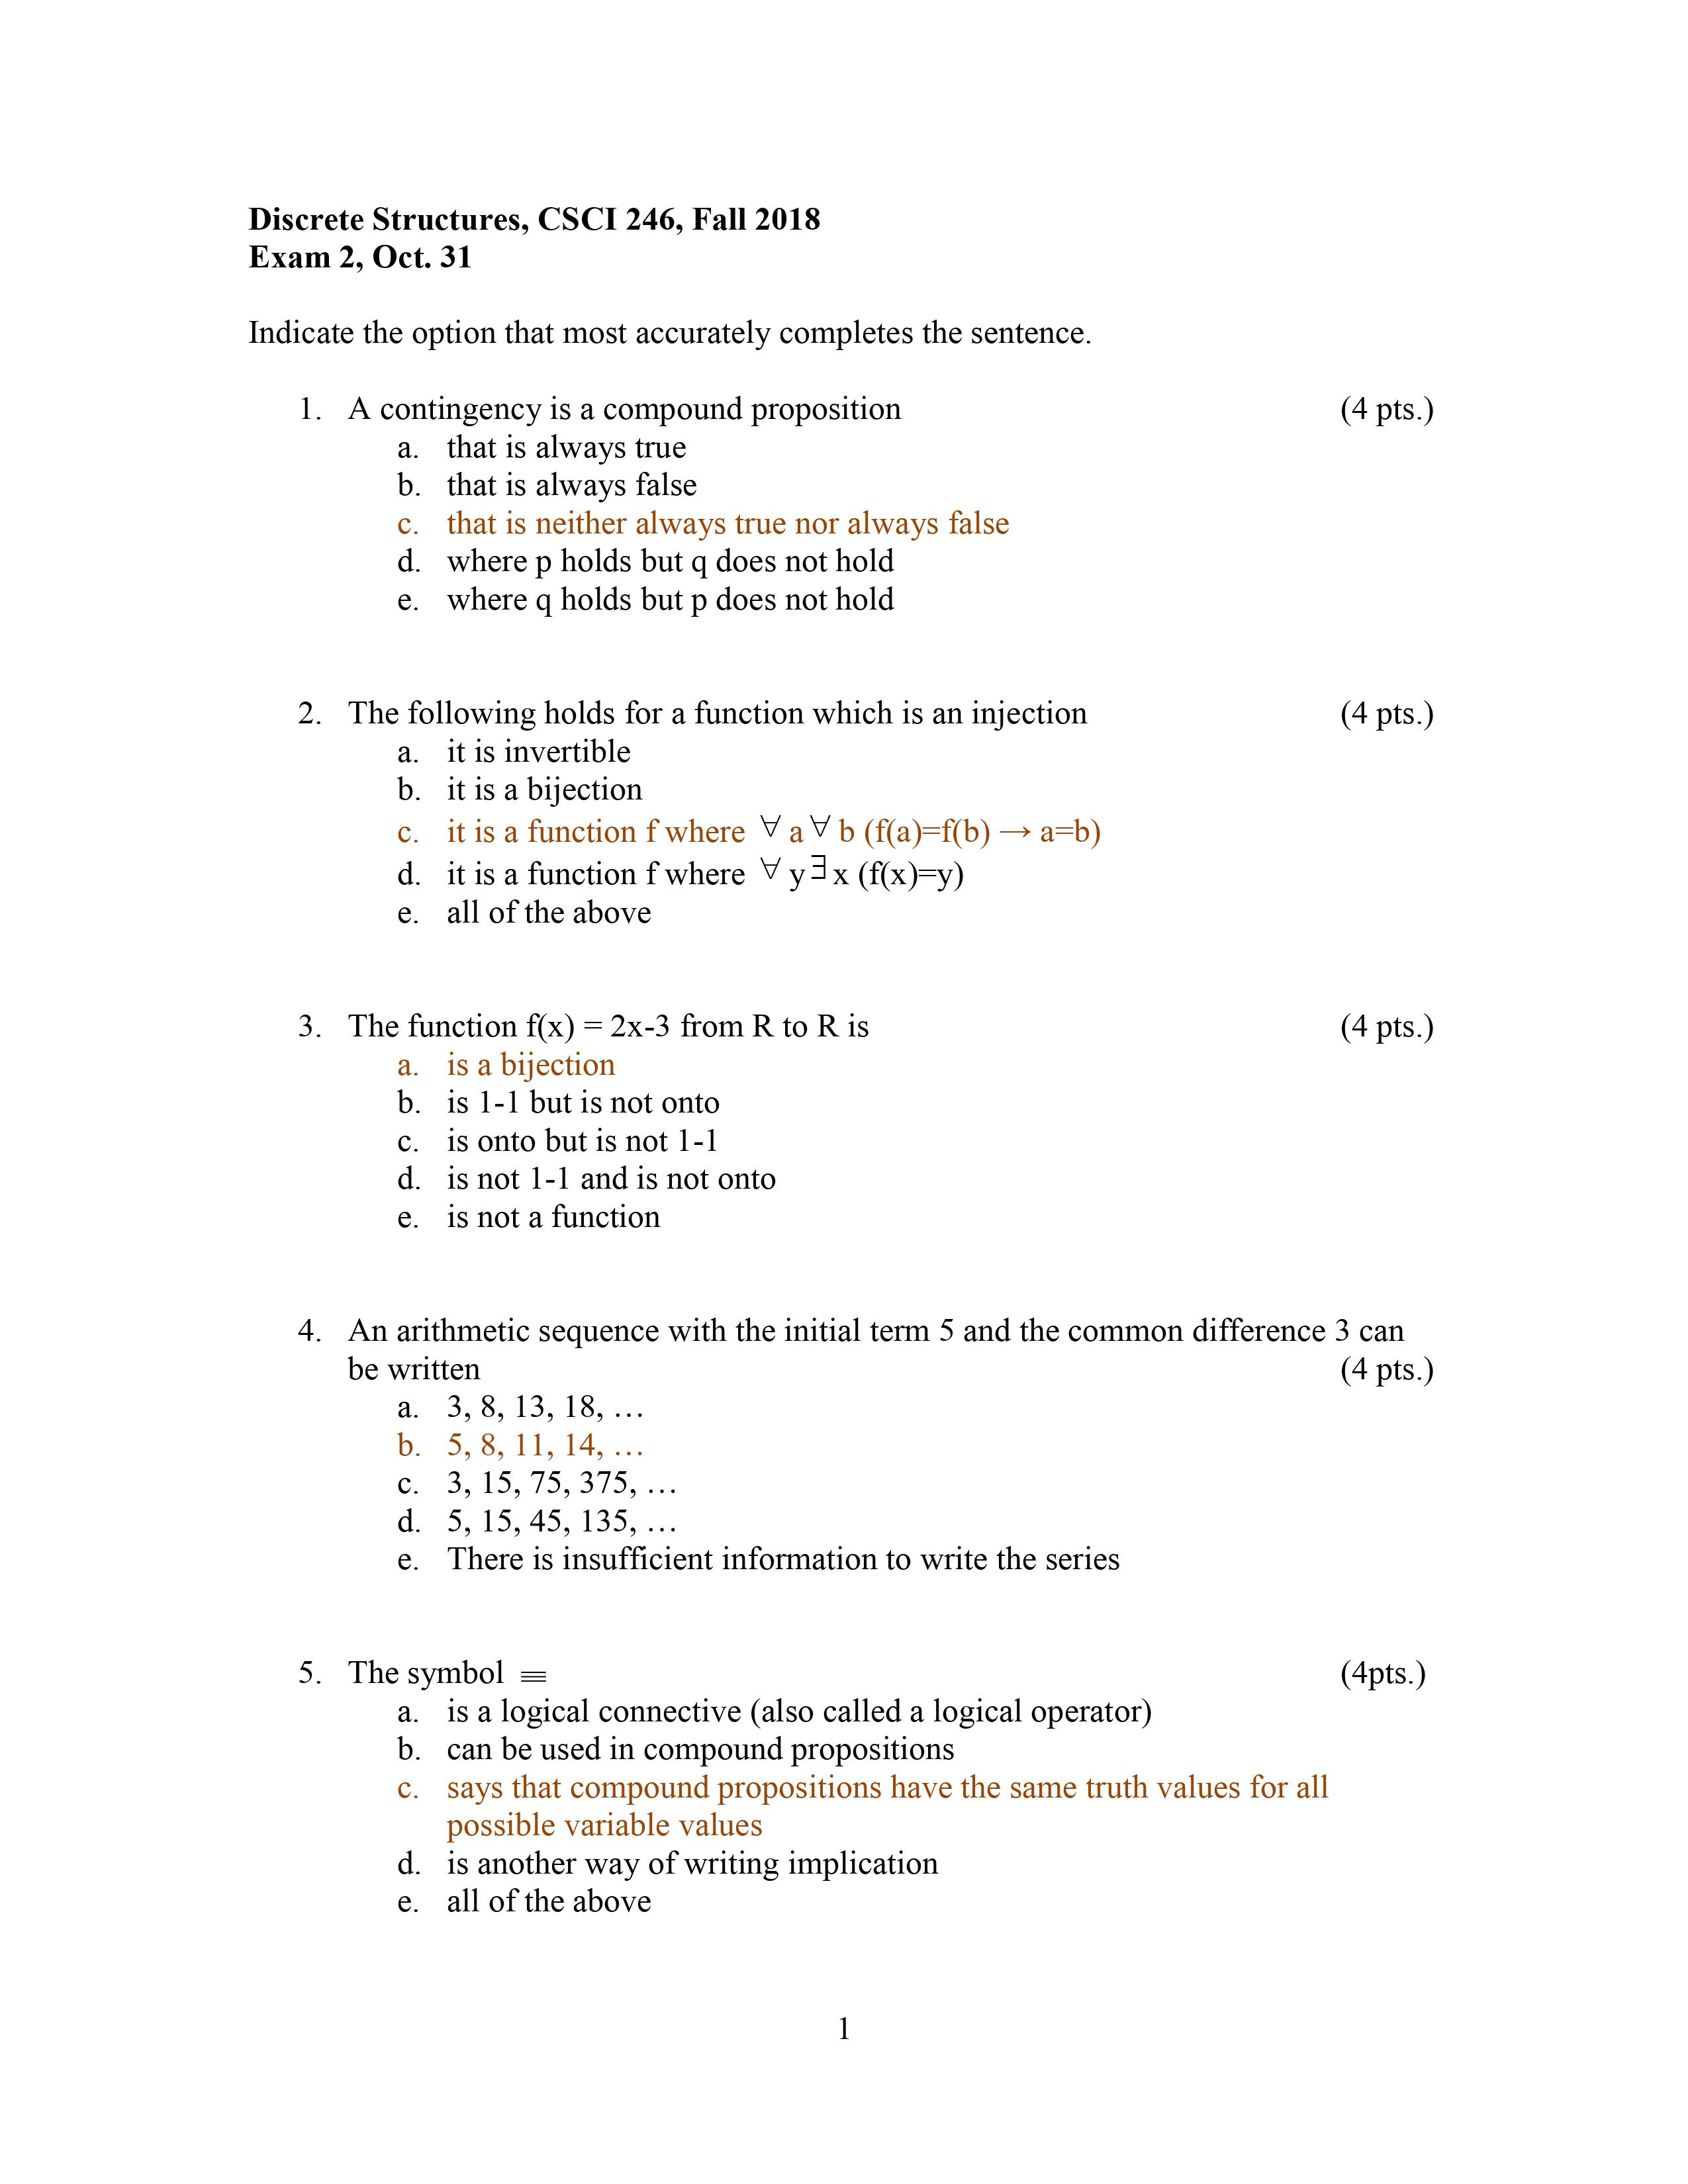 Discrete Structures, CSCI 246, Fall 2018
Exam 2, Oct. 31
Indicate the option that most accurately completes the sentence.
1. A contingency is a compound proposition (4 pts.)
a. that is always true
b. that is always false
c. that is neither always true nor always false
d. where p holds but q does not hold
e. where q holds but p does not hold
2. The following holds for a function which is an injection (4 pts.)
a. it is invertible
b. it is a bijection
c. it is a function f where ∀ a ∀ b (f(a)=f(b) → a=b)
d. it is a function f where ∀ y ∃ x (f(x)=y)
e. all of the above
3. The function f(x) = 2x-3 from R to R is (4 pts.)
a. is a bijection
b. is 1-1 but is not onto
c. is onto but is not 1-1
d. is not 1-1 and is not onto
e. is not a function
4. An arithmetic sequence with the initial term 5 and the common difference 3 can
be written (4 pts.)
a. 3, 8, 13, 18, …
b. 5, 8, 11, 14, …
c. 3, 15, 75, 375, …
d. 5, 15, 45, 135, …
e. There is insufficient information to write the series
5. The symbol ≡ (4pts.)
a. is a logical connective (also called a logical operator)
b. can be used in compound propositions
c. says that compound propositions have the same truth values for all
possible variable values
d. is another way of writing implication
e. all of the above
1